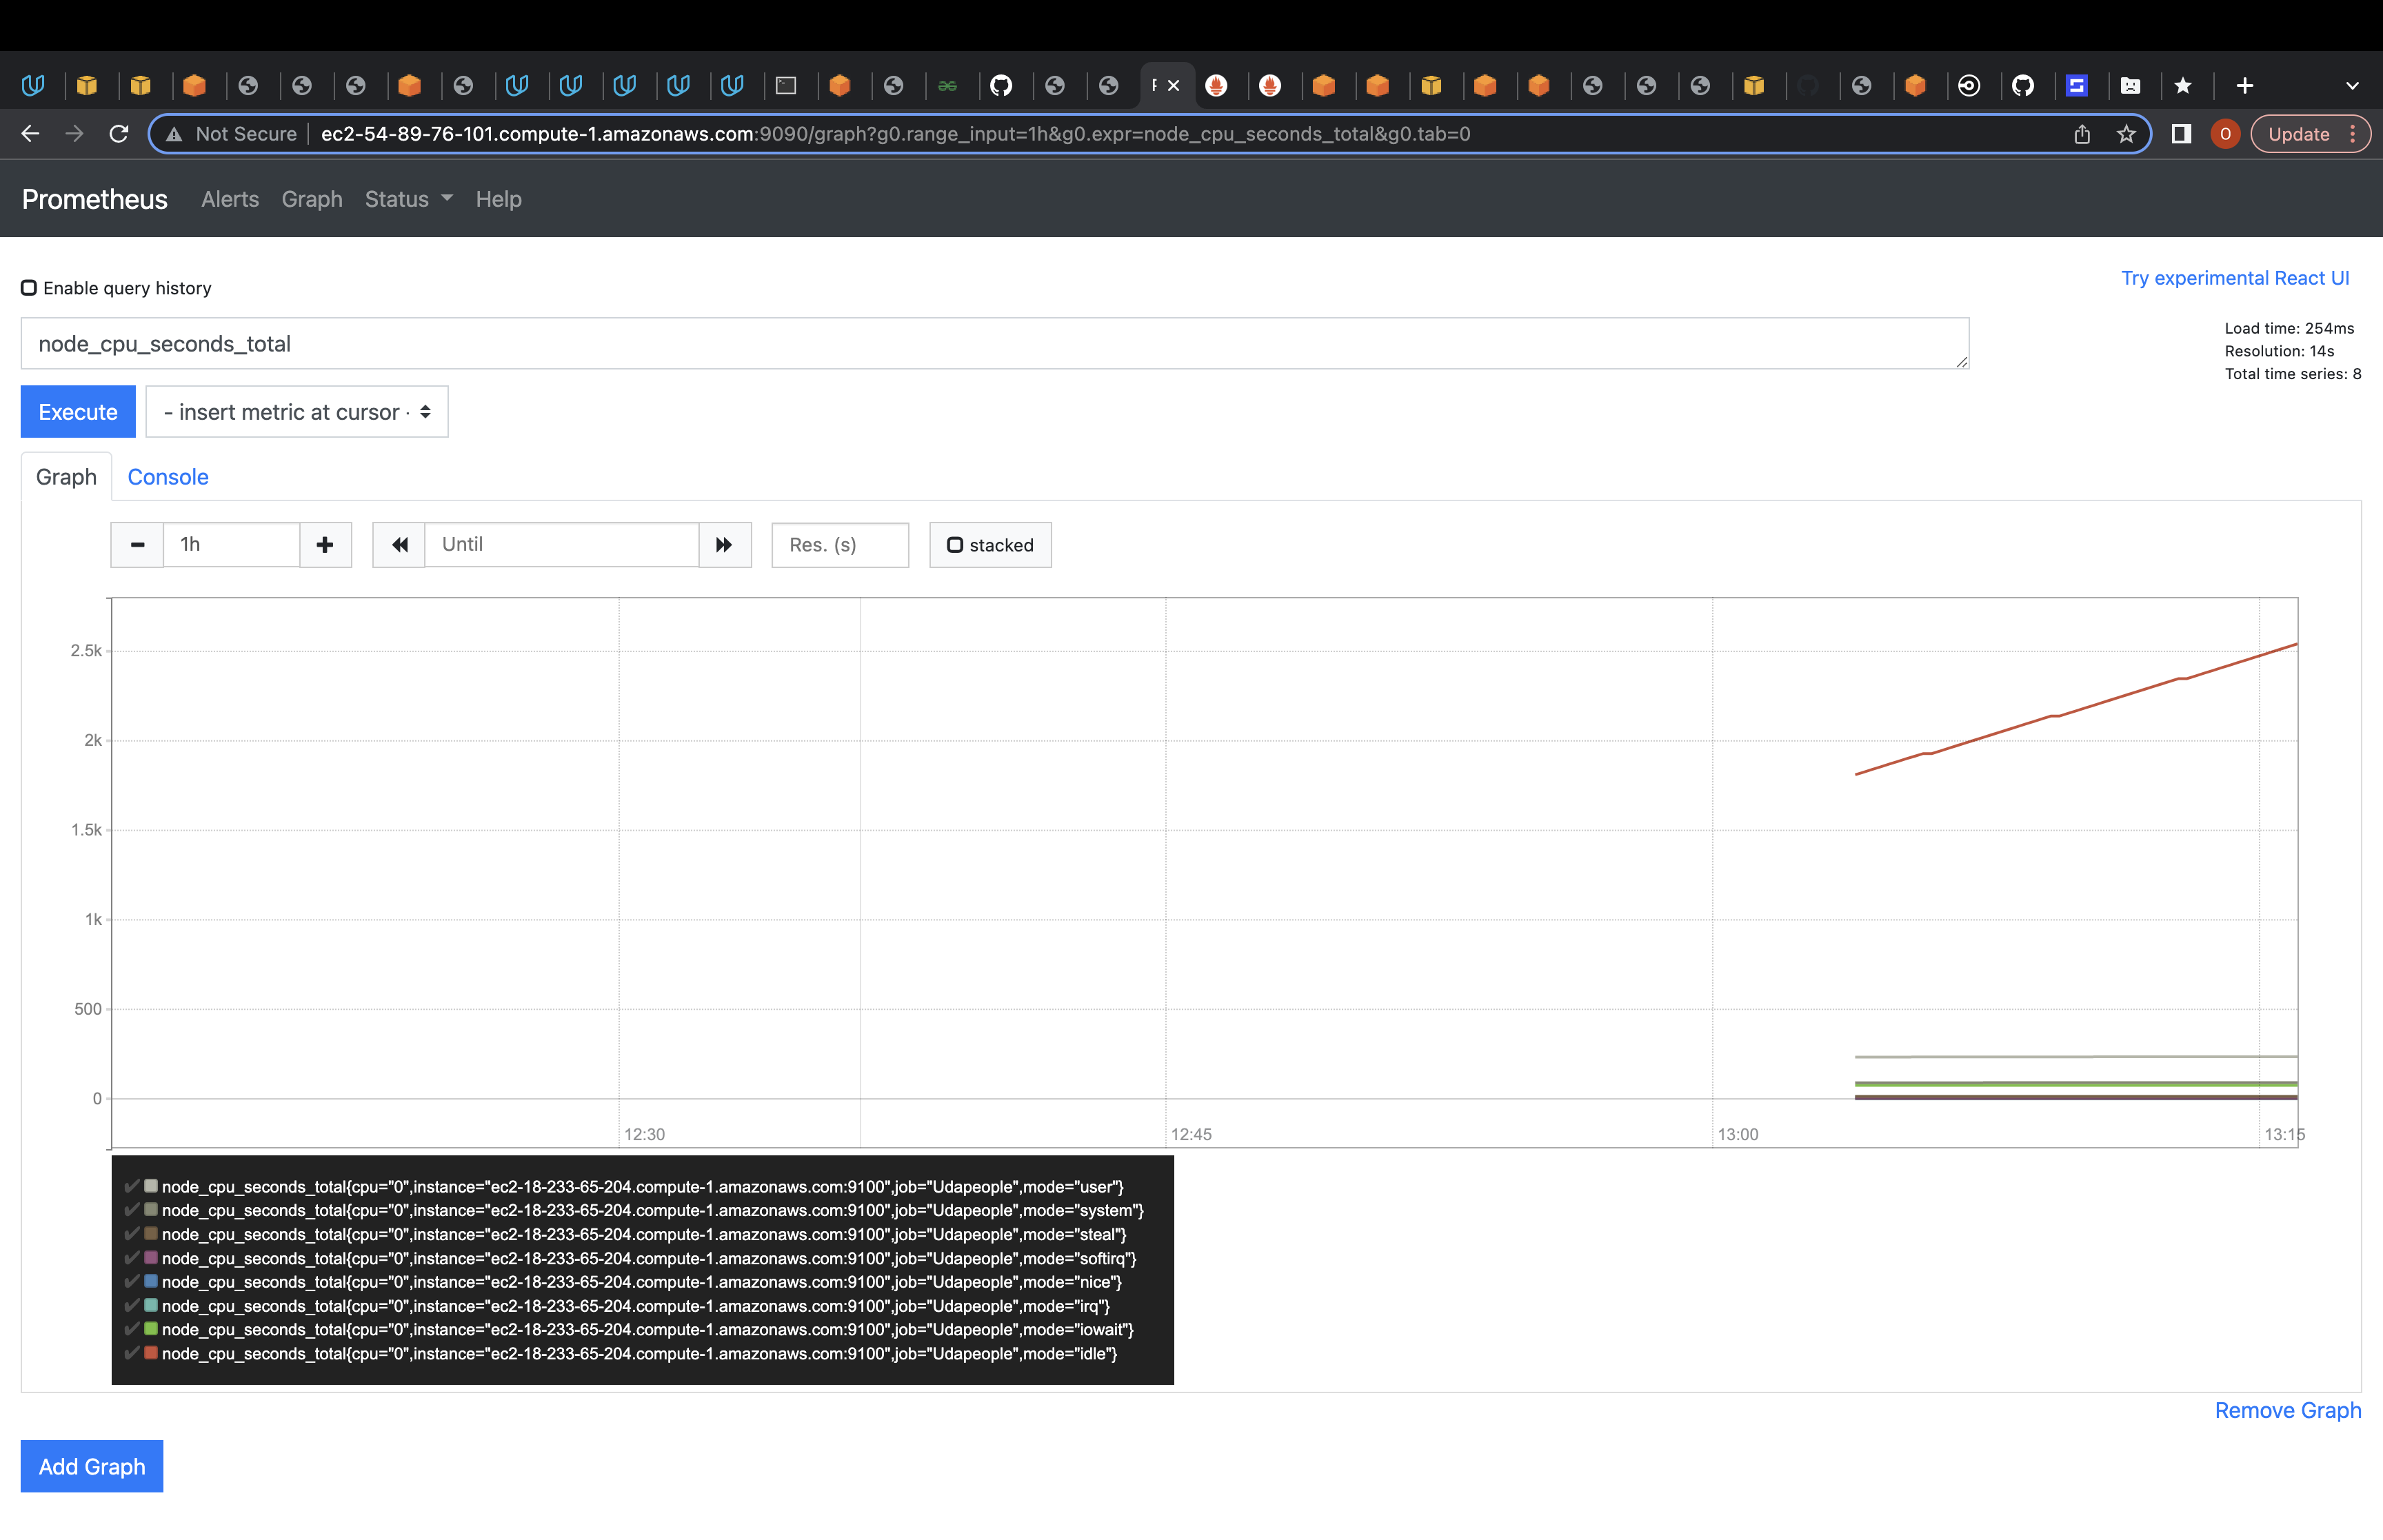 Not Secure | ec2-54-89-76-101.compute-1.amazonaws.com:9090/graph?g0.range_input=1h&g0.expr=node_cpu_seconds_total&g0.tab=0
O
Update
Prometheus Alerts Graph Status Help
Enable query history
Try experimental React UI
node_cpu_seconds_total
Load time: 254ms
Resolution: 14s
Total time series: 8
Execute
- insert metric at cursor -
Graph Console
1h Until Res. (s) stacked
2.5k
2k
1.5k
1k
500
0
12:30 12:45 13:00 13:15
node_cpu_seconds_total{cpu="0",instance="ec2-18-233-65-204.compute-1.amazonaws.com:9100",job="Udapeople",mode="user"}
node_cpu_seconds_total{cpu="0",instance="ec2-18-233-65-204.compute-1.amazonaws.com:9100",job="Udapeople",mode="system"}
node_cpu_seconds_total{cpu="0",instance="ec2-18-233-65-204.compute-1.amazonaws.com:9100",job="Udapeople",mode="steal"}
node_cpu_seconds_total{cpu="0",instance="ec2-18-233-65-204.compute-1.amazonaws.com:9100",job="Udapeople",mode="softirq"}
node_cpu_seconds_total{cpu="0",instance="ec2-18-233-65-204.compute-1.amazonaws.com:9100",job="Udapeople",mode="nice"}
node_cpu_seconds_total{cpu="0",instance="ec2-18-233-65-204.compute-1.amazonaws.com:9100",job="Udapeople",mode="irq"}
node_cpu_seconds_total{cpu="0",instance="ec2-18-233-65-204.compute-1.amazonaws.com:9100",job="Udapeople",mode="iowait"}
node_cpu_seconds_total{cpu="0",instance="ec2-18-233-65-204.compute-1.amazonaws.com:9100",job="Udapeople",mode="idle"}
Remove Graph
Add Graph